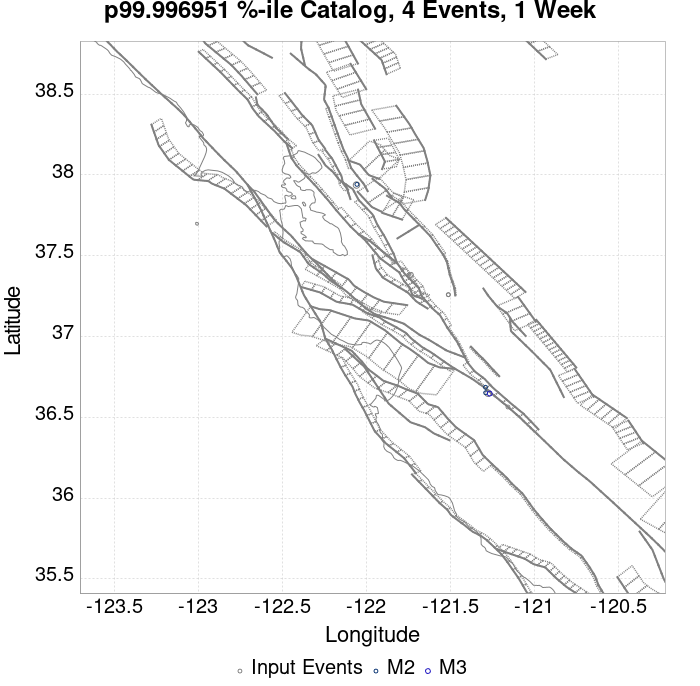 p99.996951 %-ile Catalog, 4 Events, 1 Week
38.5
38
37.5
37
36.5
36
35.5
Latitude
-123.5 -123 -122.5 -122 -121.5 -121 -120.5
Longitude
Input Events M2 M3